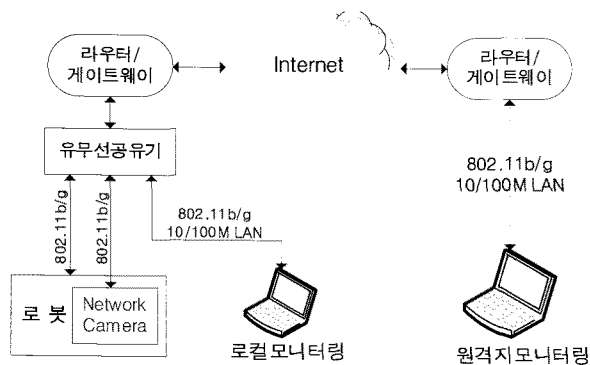 라우터/
게이트웨이
Internet
라우터/
게이트웨이
유무선공유기
802.11b/g
802.11b/g
802.11b/g
10/100M LAN
802.11b/g
10/100M LAN
로 봇
Network
Camera
로컬모니터링
원격지모니터링